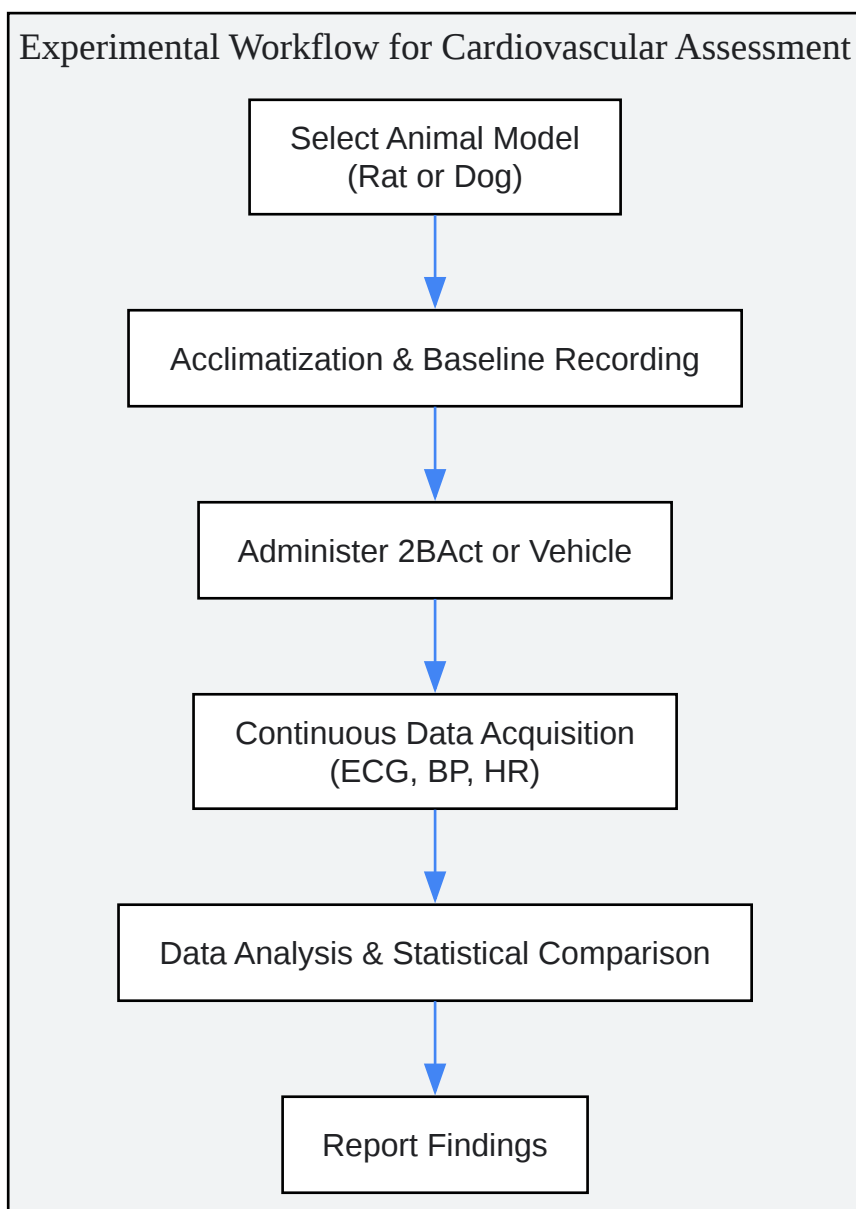 Experimental Workflow for Cardiovascular Assessment
Select Animal Model
(Rat or Dog)
Acclimatization & Baseline Recording
Administer 2BAct or Vehicle
Continuous Data Acquisition
(ECG, BP, HR)
Data Analysis & Statistical Comparison
Report Findings